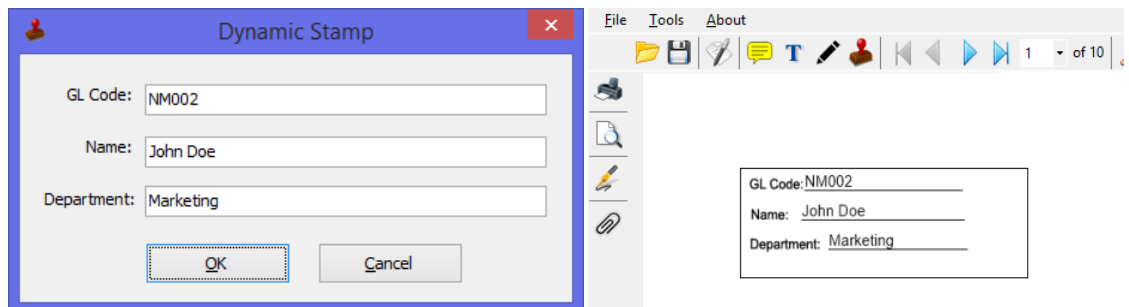 Dynamic Stamp
GL Code: NM002
Name: John Doe
Department: Marketing
OK Cancel
File Tools About
T 1 of 10
GL Code: NM002
Name: John Doe
Department: Marketing